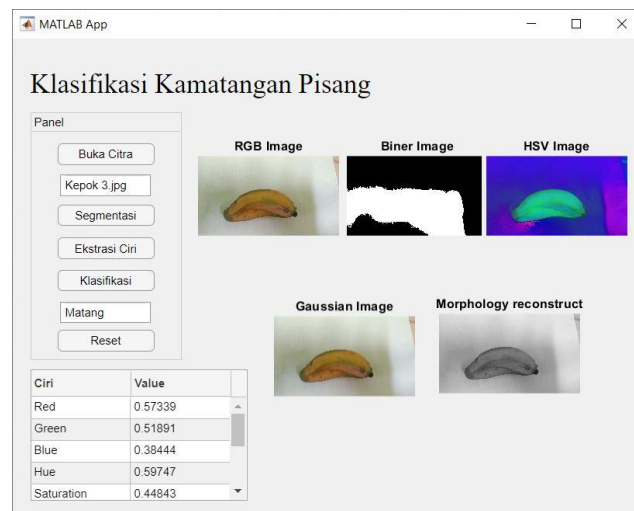 MATLAB App
Klasifikasi Kamatangan Pisang
Panel
Buka Citra
Kepok 3.jpg
Segmentasi
Ekstrasi Ciri
Klasifikasi
Matang
Reset
RGB Image
Biner Image
HSV Image
Gaussian Image
Morphology reconstruct
Ciri Value
Red 0.57339
Green 0.51891
Blue 0.38444
Hue 0.59747
Saturation 0.44843